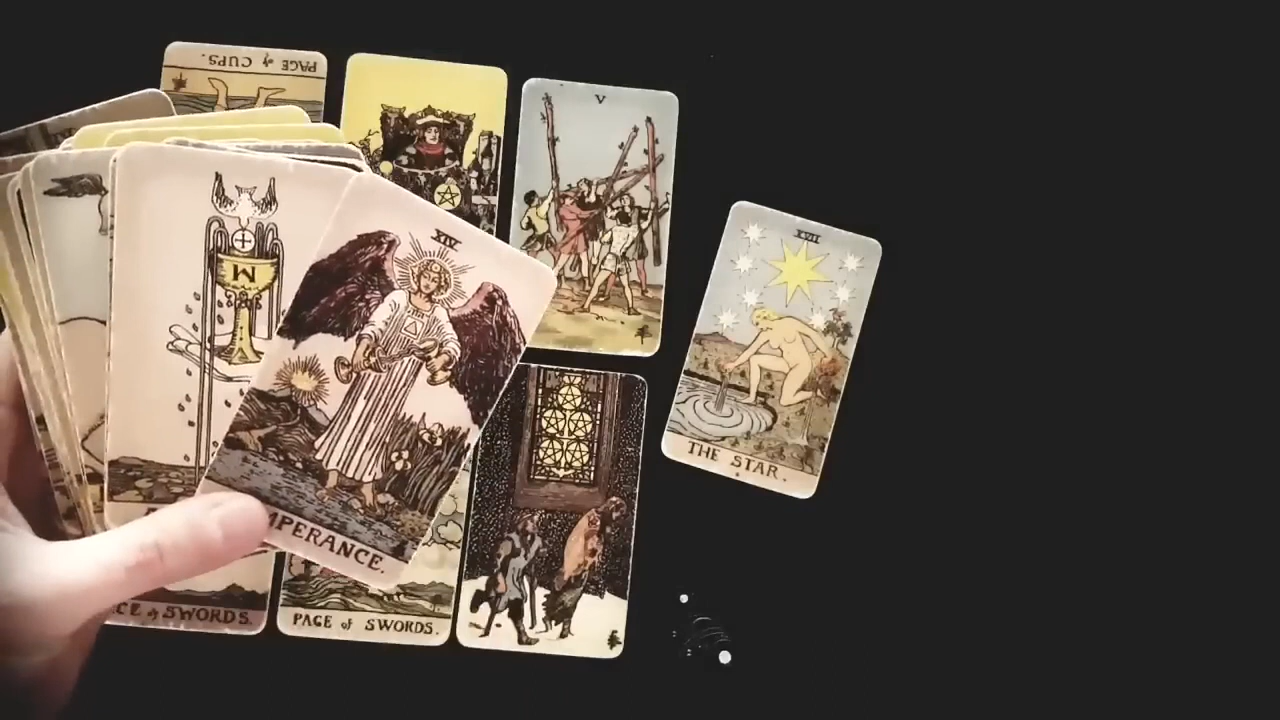 PAGE of CUPS.
V
XVII
XIV
M
THE STAR.
MPERANCE.
CE of SWORDS.
PAGE of SWORDS.